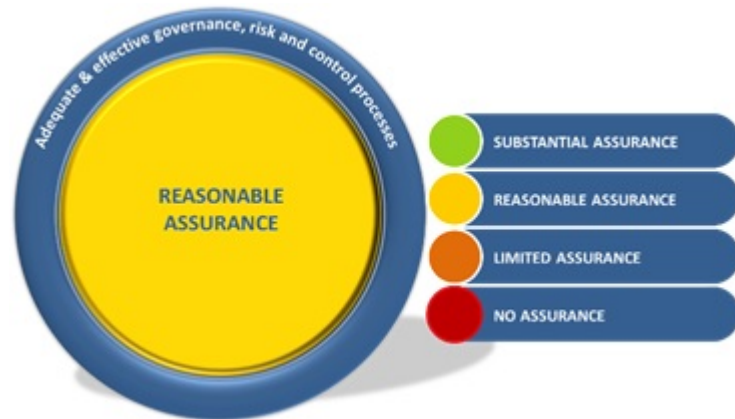 Adequate & effective governance, risk and control processes
REASONABLE
ASSURANCE
SUBSTANTIAL ASSURANCE
REASONABLE ASSURANCE
LIMITED ASSURANCE
NO ASSURANCE